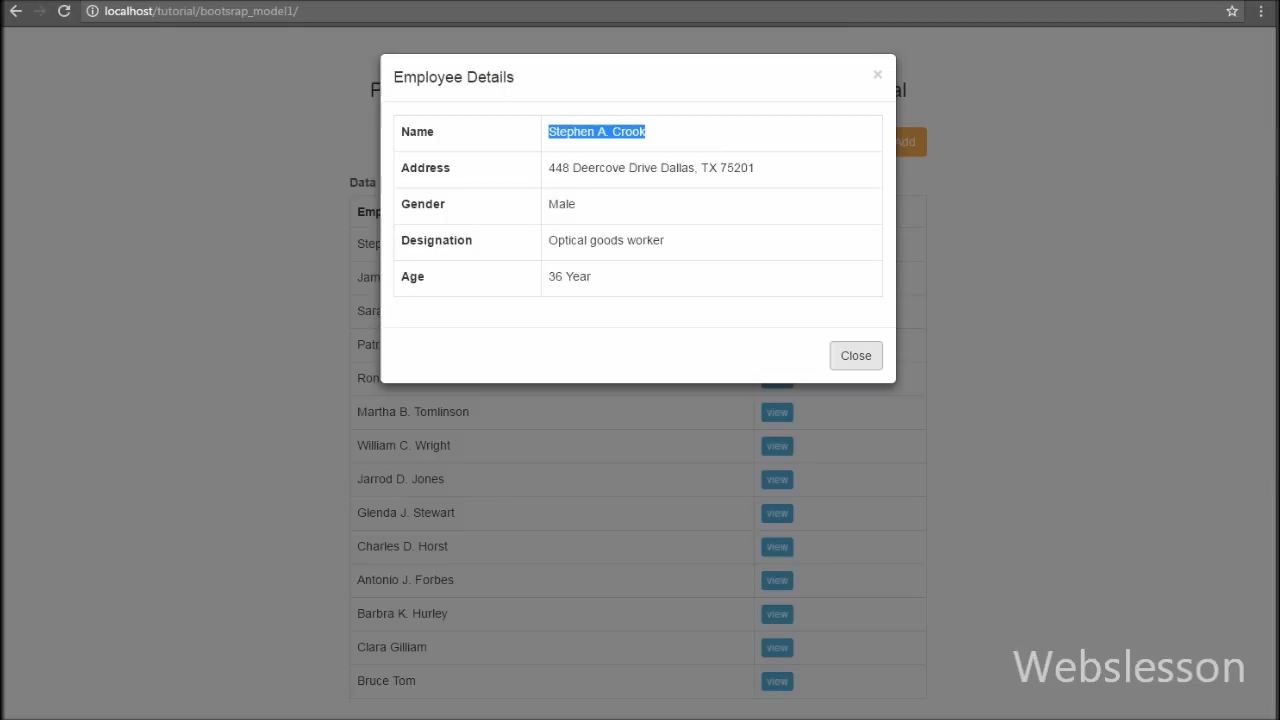 localhost/tutorial/bootsrap_model1/
Employee Details ×
Name Stephen A. Crook
Address 448 Deercove Drive Dallas, TX 75201
Gender Male
Designation Optical goods worker
Age 36 Year
Close
Add
Data
Martha B. Tomlinson view
William C. Wright view
Jarrod D. Jones view
Glenda J. Stewart view
Charles D. Horst view
Antonio J. Forbes view
Barbra K. Hurley view
Clara Gilliam view
Bruce Tom view
Webslesson